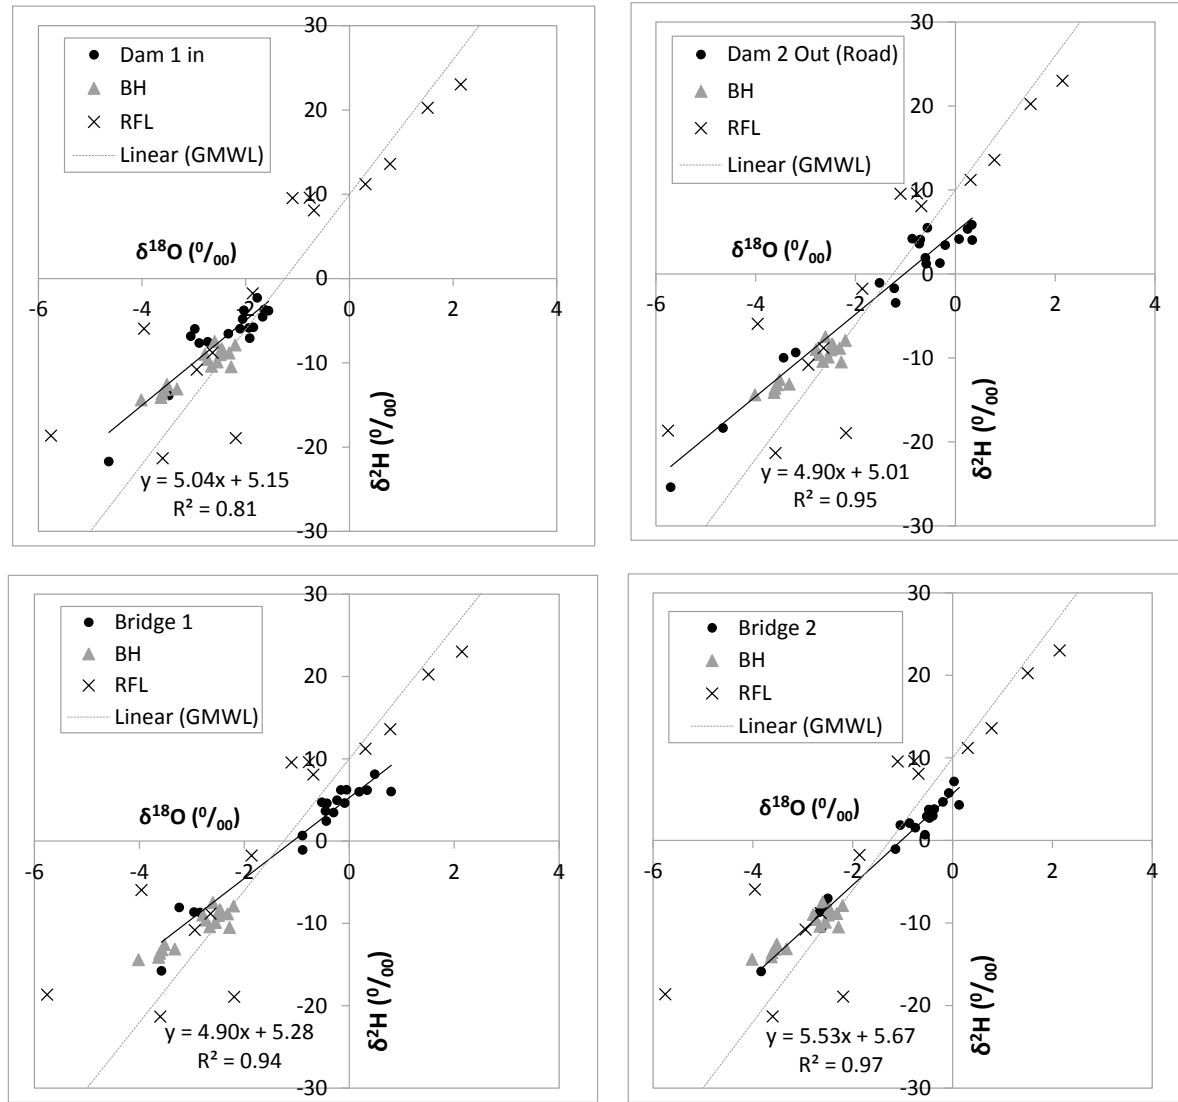 30
Dam 1 in
BH
RFL
Linear (GMWL)
20
10
δ¹⁸O (⁰/₀₀)
0
-6 -4 -2 0 2 4
-10
δ²H (⁰/₀₀)
-20
y = 5.04x + 5.15
R² = 0.81
-30
30
Dam 2 Out (Road)
BH
RFL
Linear (GMWL)
20
10
δ¹⁸O (⁰/₀₀)
0
-6 -4 -2 0 2 4
-10
δ²H (⁰/₀₀)
-20
y = 4.90x + 5.01
R² = 0.95
-30
30
Bridge 1
BH
RFL
Linear (GMWL)
20
10
δ¹⁸O (⁰/₀₀)
0
-6 -4 -2 0 2 4
-10
δ²H (⁰/₀₀)
-20
y = 4.90x + 5.28
R² = 0.94
-30
30
Bridge 2
BH
RFL
Linear (GMWL)
20
10
δ¹⁸O (⁰/₀₀)
0
-6 -4 -2 0 2 4
-10
δ²H (⁰/₀₀)
-20
y = 5.53x + 5.67
R² = 0.97
-30